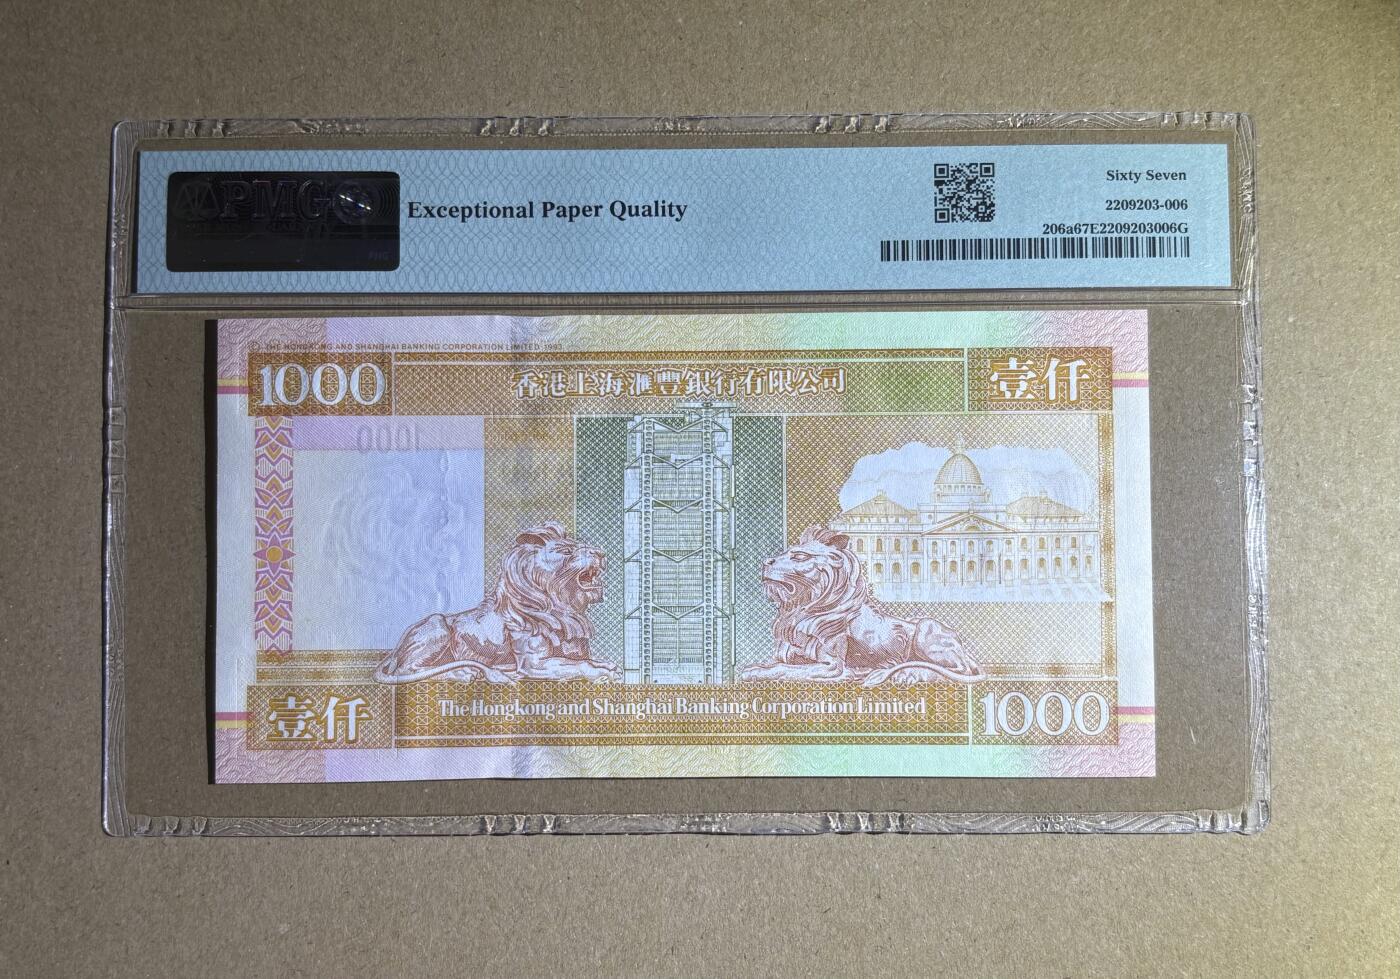 PMG
Exceptional Paper Quality
Sixty Seven
2209203-006
206a67E2209203006G
© THE HONGKONG AND SHANGHAI BANKING CORPORATION LIMITED 1993
1000
香港上海滙豐銀行有限公司
壹仟
1000
壹仟
The Hongkong and Shanghai Banking Corporation Limited
1000